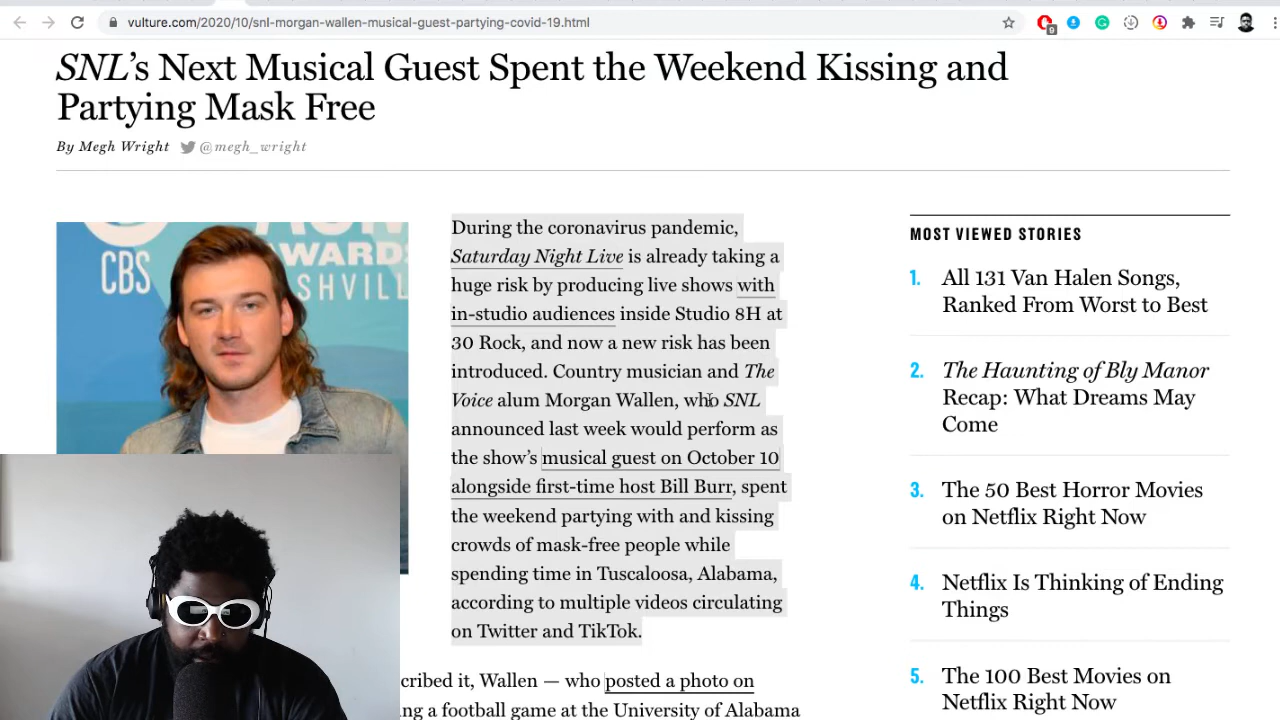 vulture.com/2020/10/snl-morgan-wallen-musical-guest-partying-covid-19.html
9
SNL’s Next Musical Guest Spent the Weekend Kissing and
Partying Mask Free
By Megh Wright @megh_wright
CBS
AWARDS
SHVILL
During the coronavirus pandemic,
Saturday Night Live is already taking a
huge risk by producing live shows with
in-studio audiences inside Studio 8H at
30 Rock, and now a new risk has been
introduced. Country musician and The
Voice alum Morgan Wallen, who SNL
announced last week would perform as
the show’s musical guest on October 10
alongside first-time host Bill Burr, spent
the weekend partying with and kissing
crowds of mask-free people while
spending time in Tuscaloosa, Alabama,
according to multiple videos circulating
on Twitter and TikTok.
cribed it, Wallen — who posted a photo on
ng a football game at the University of Alabama
MOST VIEWED STORIES
1. All 131 Van Halen Songs,
Ranked From Worst to Best
2. The Haunting of Bly Manor
Recap: What Dreams May
Come
3. The 50 Best Horror Movies
on Netflix Right Now
4. Netflix Is Thinking of Ending
Things
5. The 100 Best Movies on
Netflix Right Now